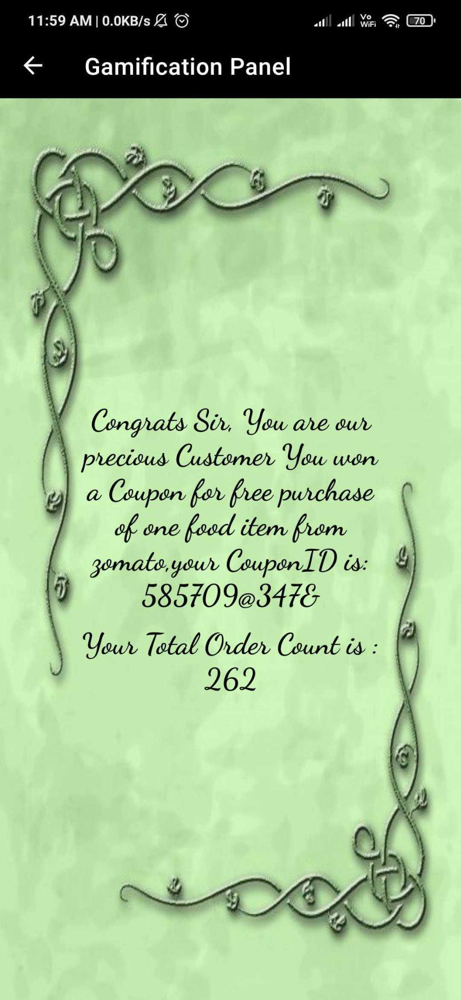 11:59 AM | 0.0KB/s
Vo
WiFi
70
Gamification Panel
Congrats Sir, You are our
precious Customer You won
a Coupon for free purchase
of one food item from
zomato,your CouponID is:
585709@347&
Your Total Order Count is :
262